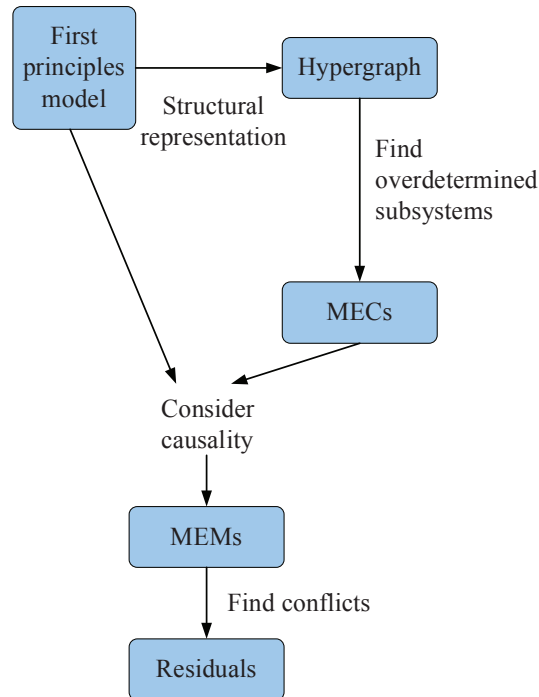 First
principles
model
Hypergraph
Structural
representation
Find
overdetermined
subsystems
MECs
Consider
causality
MEMs
Find conflicts
Residuals